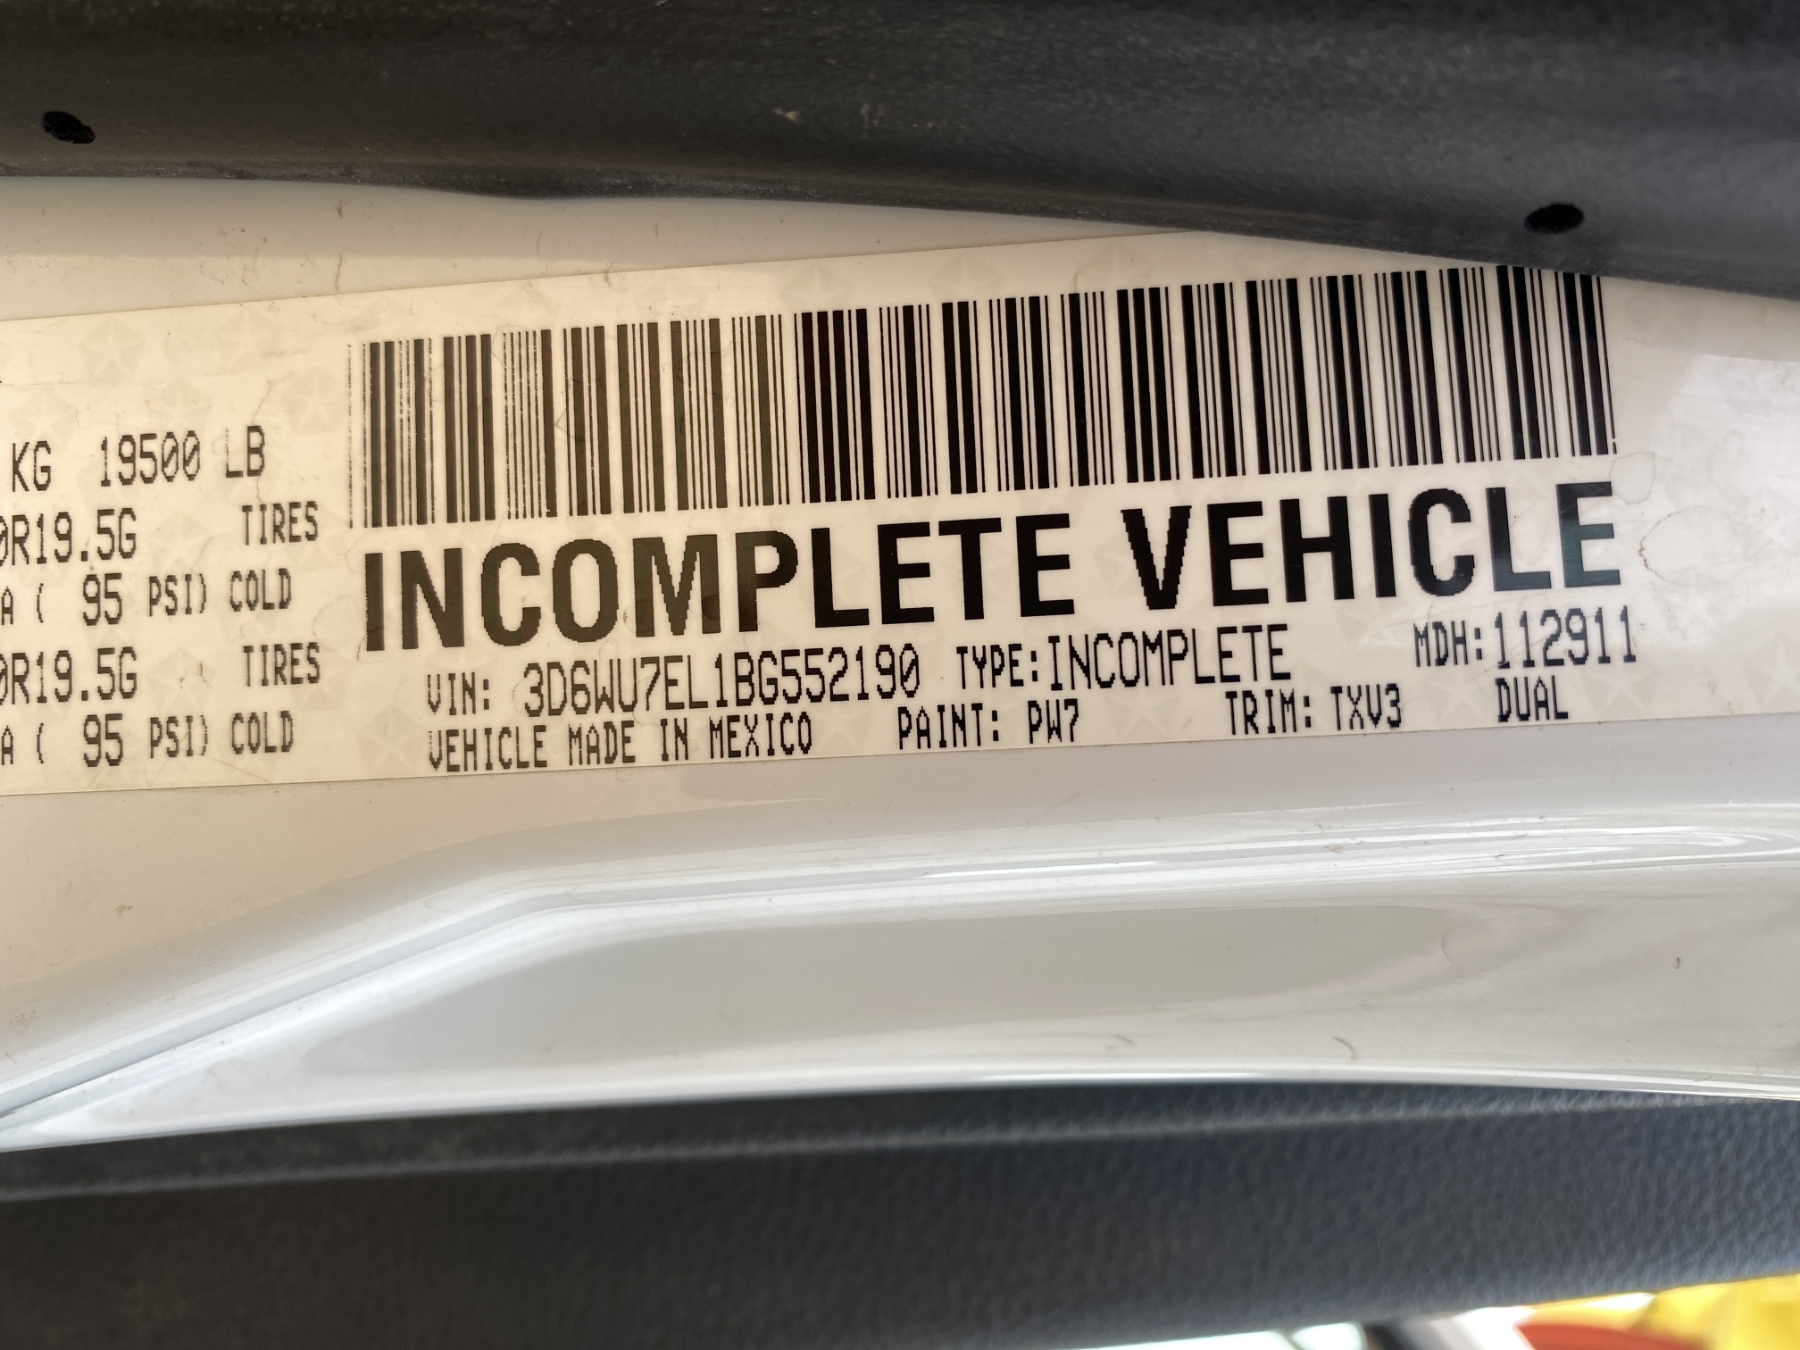 KG 19500 LB
0R19.5G TIRES
A ( 95 PSI) COLD
0R19.5G TIRES
A ( 95 PSI) COLD
INCOMPLETE VEHICLE
VIN: 3D6WU7EL1BG552190 TYPE: INCOMPLETE MDH: 112911
VEHICLE MADE IN MEXICO PAINT: PW7 TRIM: TXV3 DUAL